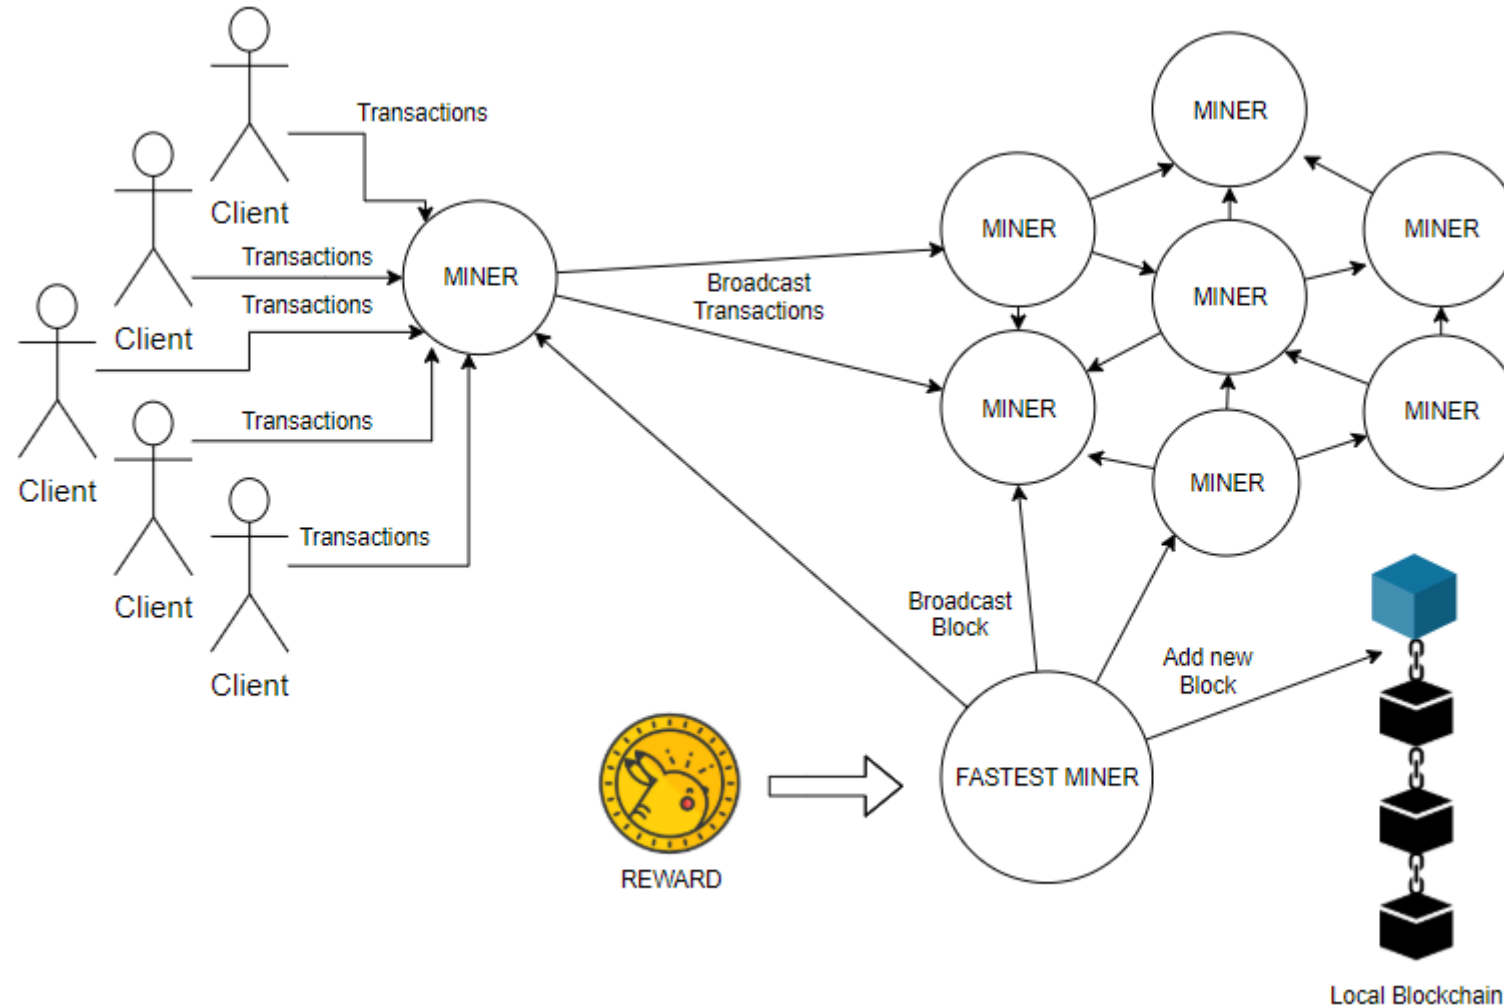 Transactions
MINER
Client
MINER
MINER
Transactions
MINER
Broadcast
Transactions
MINER
Transactions
Client
MINER
MINER
Transactions
MINER
Client
Transactions
Client
Broadcast
Block
Add new
Block
Client
FASTEST MINER
REWARD
Local Blockchain